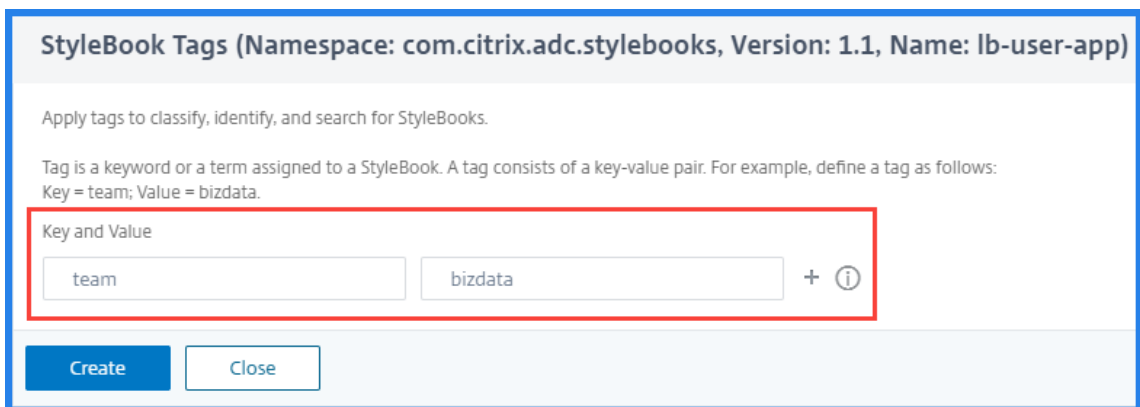 StyleBook Tags (Namespace: com.citrix.adc.stylebooks, Version: 1.1, Name: lb-user-app)
Apply tags to classify, identify, and search for StyleBooks.
Tag is a keyword or a term assigned to a StyleBook. A tag consists of a key-value pair. For example, define a tag as follows:
Key = team; Value = bizdata.
Key and Value
team bizdata + i
Create Close